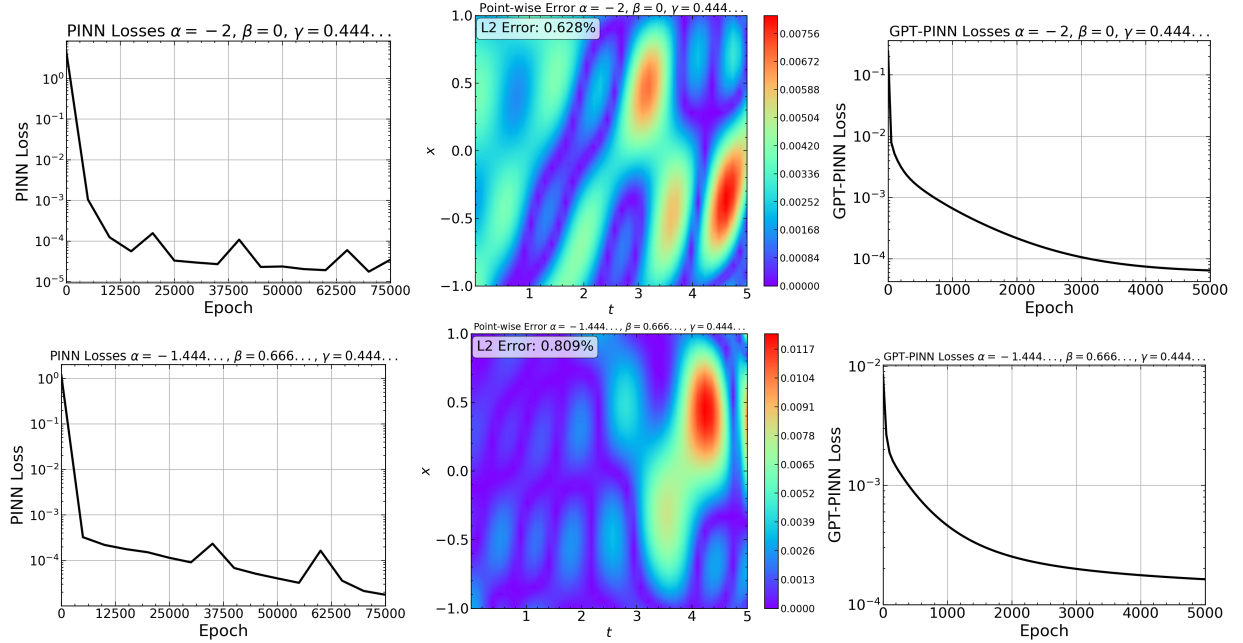 PINN Losses α = −2, β = 0, γ = 0.444...
PINN Loss
10⁰
10⁻¹
10⁻²
10⁻³
10⁻⁴
10⁻⁵
0 12500 25000 37500 50000 62500 75000
Epoch
Point-wise Error α = −2, β = 0, γ = 0.444...
L2 Error: 0.628%
x
1.0
0.5
0.0
−0.5
−1.0
1 2 3 4 5
t
0.00756
0.00672
0.00588
0.00504
0.00420
0.00336
0.00252
0.00168
0.00084
0.00000
GPT-PINN Losses α = −2, β = 0, γ = 0.444...
GPT-PINN Loss
10⁻¹
10⁻²
10⁻³
10⁻⁴
0 1000 2000 3000 4000 5000
Epoch
PINN Losses α = −1.444..., β = 0.666..., γ = 0.444...
PINN Loss
10⁰
10⁻¹
10⁻²
10⁻³
10⁻⁴
0 12500 25000 37500 50000 62500 75000
Epoch
Point-wise Error α = −1.444..., β = 0.666..., γ = 0.444...
L2 Error: 0.809%
x
1.0
0.5
0.0
−0.5
−1.0
1 2 3 4 5
t
0.0117
0.0104
0.0091
0.0078
0.0065
0.0052
0.0039
0.0026
0.0013
0.0000
GPT-PINN Losses α = −1.444..., β = 0.666..., γ = 0.444...
GPT-PINN Loss
10⁻²
10⁻³
10⁻⁴
0 1000 2000 3000 4000 5000
Epoch